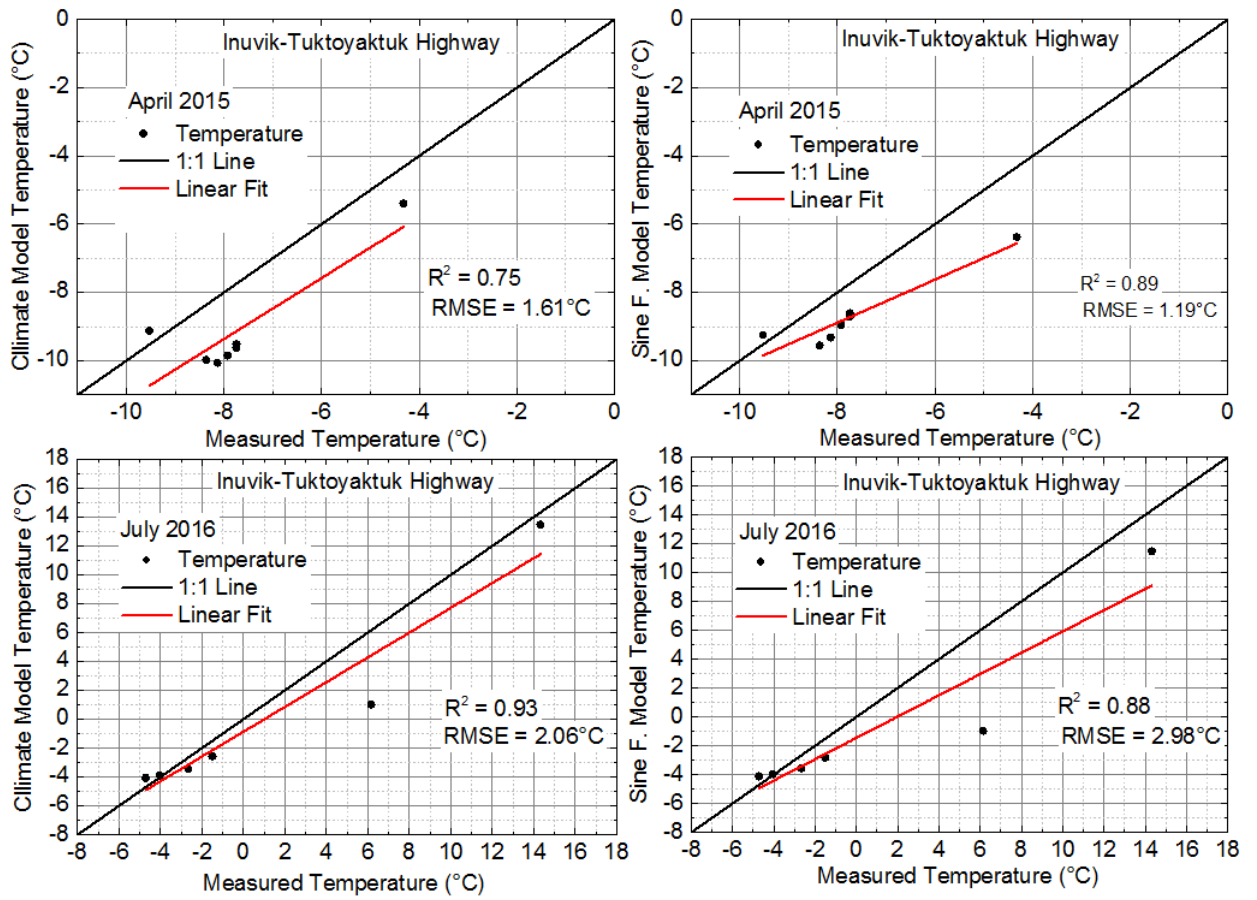 Inuvik-Tuktoyaktuk Highway
April 2015
Temperature
1:1 Line
Linear Fit
R² = 0.75
RMSE = 1.61°C
Cllimate Model Temperature (°C)
0
-2
-4
-6
-8
-10
-10 -8 -6 -4 -2 0
Measured Temperature (°C)
Inuvik-Tuktoyaktuk Highway
April 2015
Temperature
1:1 Line
Linear Fit
R² = 0.89
RMSE = 1.19°C
Sine F. Model Temperature (°C)
0
-2
-4
-6
-8
-10
-10 -8 -6 -4 -2 0
Measured Temperature (°C)
Inuvik-Tuktoyaktuk Highway
July 2016
Temperature
1:1 Line
Linear Fit
R² = 0.93
RMSE = 2.06°C
Cllimate Model Temperature (°C)
18
16
14
12
10
8
6
4
2
0
-2
-4
-6
-8
-8 -6 -4 -2 0 2 4 6 8 10 12 14 16 18
Measured Temperature (°C)
Inuvik-Tuktoyaktuk Highway
July 2016
Temperature
1:1 Line
Linear Fit
R² = 0.88
RMSE = 2.98°C
Sine F. Model Temperature (°C)
18
16
14
12
10
8
6
4
2
0
-2
-4
-6
-8
-8 -6 -4 -2 0 2 4 6 8 10 12 14 16 18
Measured Temperature (°C)